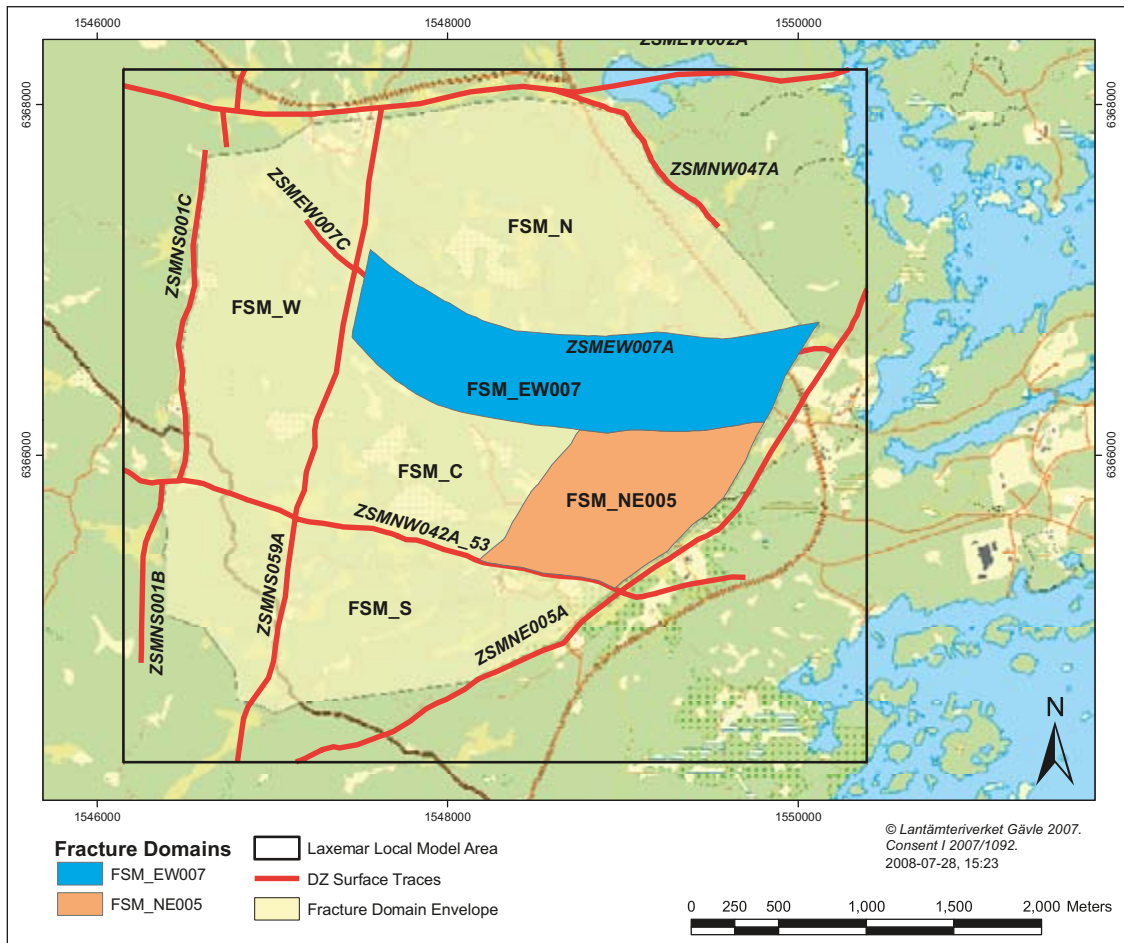 1546000
1548000
1550000
ZSMEW002A
6368000
6368000
ZSMNW047A
ZSMEW007C
ZSMNS001C
FSM_N
FSM_W
ZSMEW007A
FSM_EW007
6366000
6366000
FSM_C
FSM_NE005
ZSMNW042A_53
ZSMNS059A
ZSMNS001B
FSM_S
ZSMNE005A
N
1546000
1548000
1550000
Fracture Domains
FSM_EW007
FSM_NE005
Laxemar Local Model Area
DZ Surface Traces
Fracture Domain Envelope
© Lantämteriverket Gävle 2007.
Consent I 2007/1092.
2008-07-28, 15:23
0 250 500 1,000 1,500 2,000 Meters